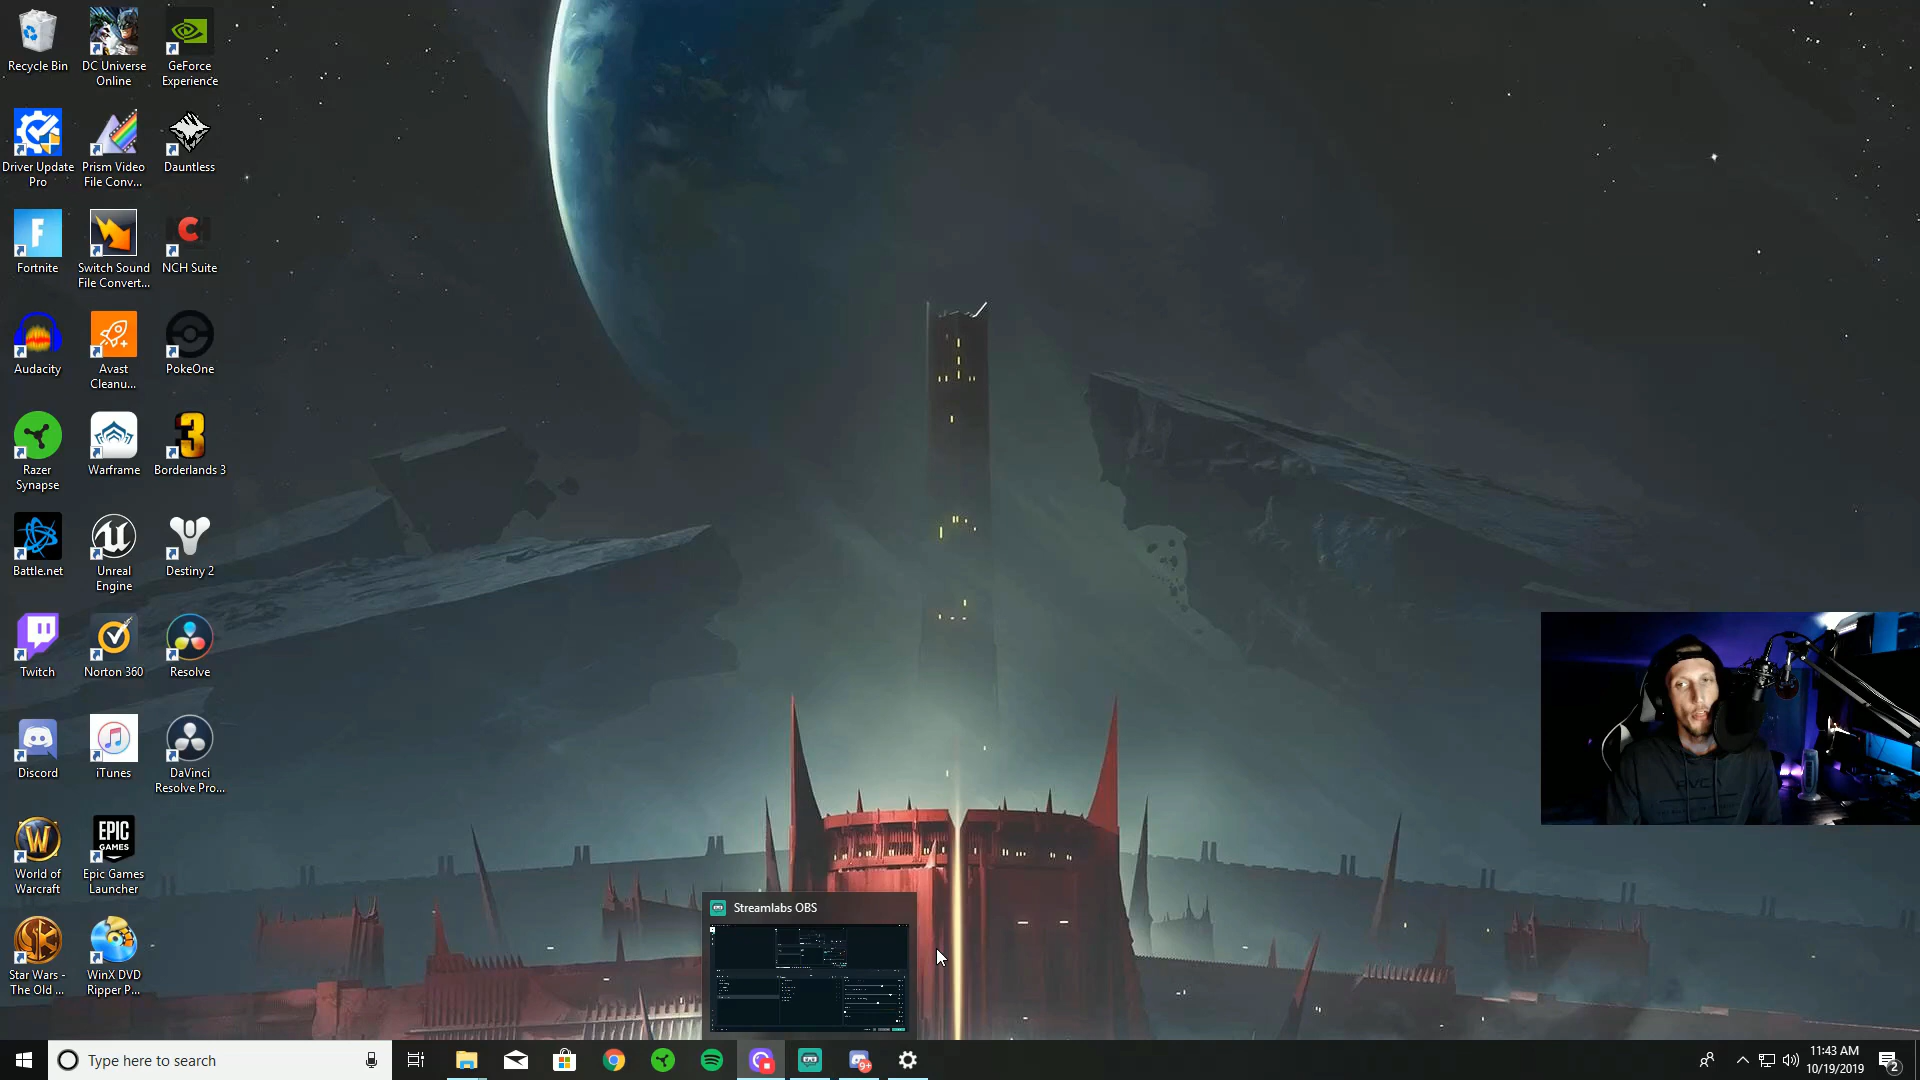 Recycle Bin
DC Universe
Online
GeForce
Experience
Driver Update
Pro
Prism Video
File Conv...
Dauntless
Fortnite
Switch Sound
File Convert...
NCH Suite
Audacity
Avast
Cleanu...
PokeOne
Razer
Synapse
Warframe
Borderlands 3
Battle.net
Unreal
Engine
Destiny 2
Twitch
Norton 360
Resolve
Discord
iTunes
DaVinci
Resolve Pro...
World of
Warcraft
EPIC
GAMES
Epic Games
Launcher
Star Wars -
The Old ...
WinX DVD
Ripper P...
RVCA
Streamlabs OBS
Type here to search
9+
11:43 AM
10/19/2019
2